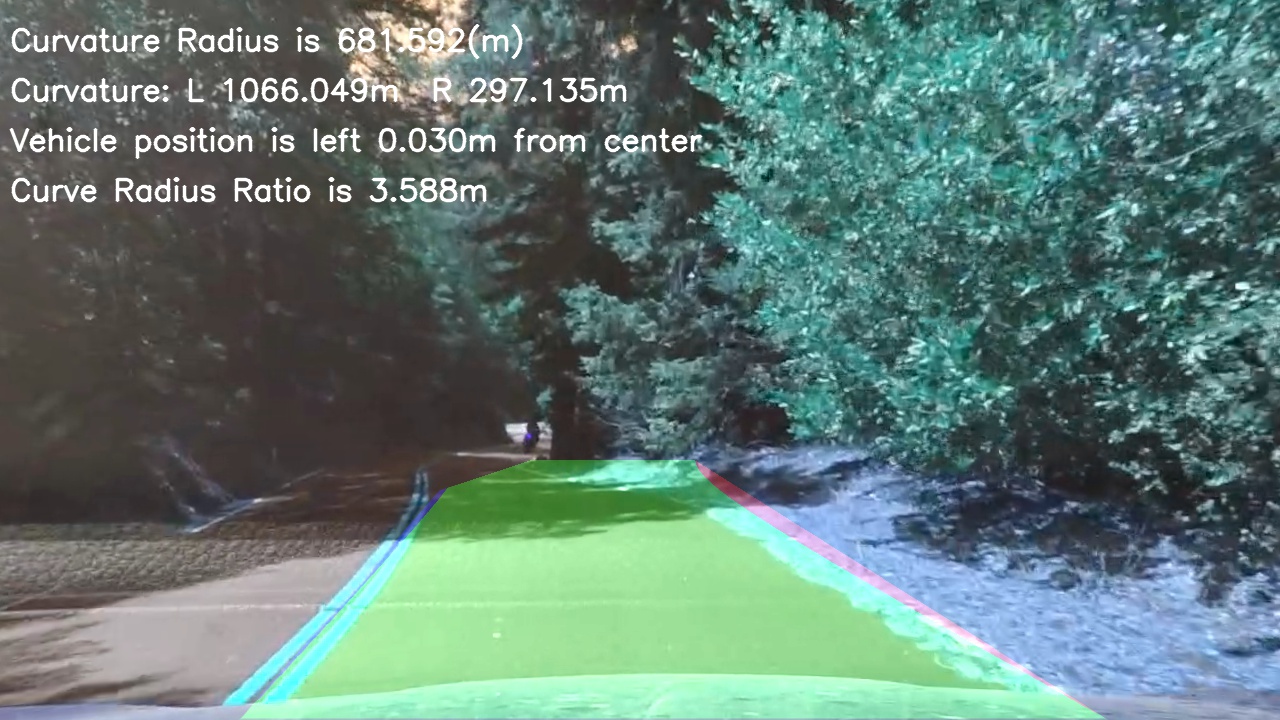 Curvature Radius is 681.592(m)
Curvature: L 1066.049m R 297.135m
Vehicle position is left 0.030m from center
Curve Radius Ratio is 3.588m